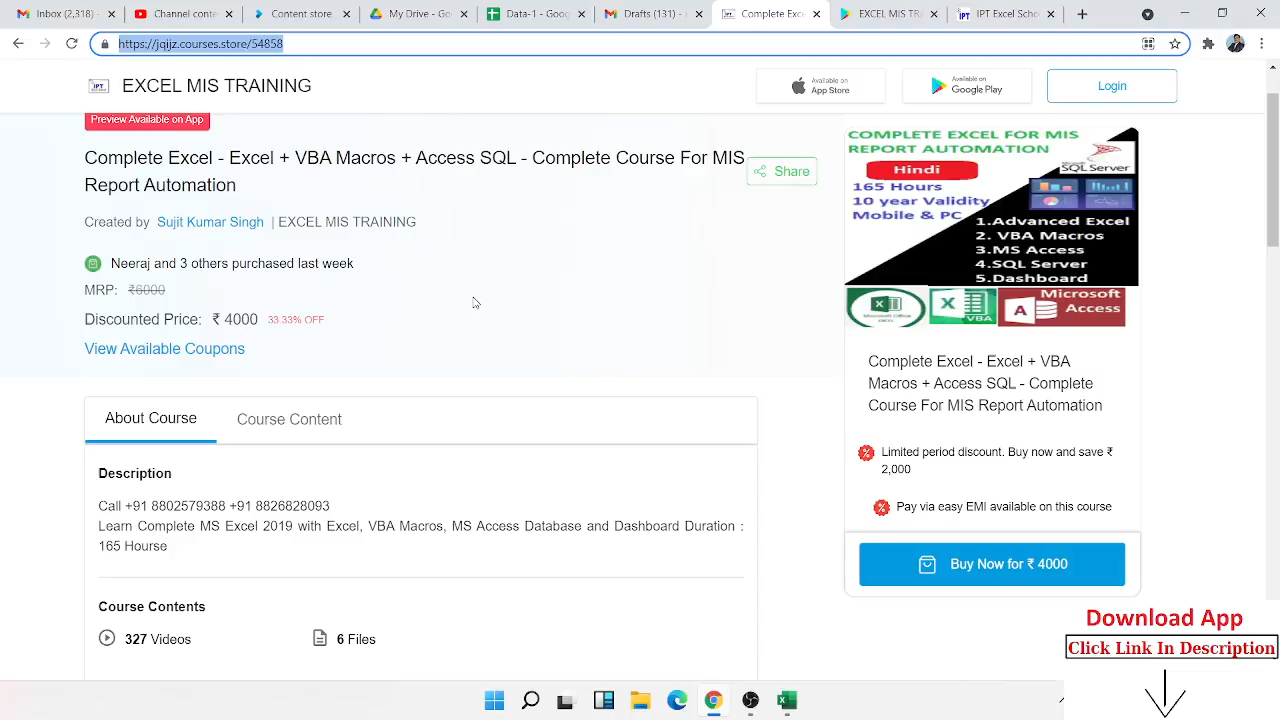 Inbox (2,318)
Channel conte
Content store
My Drive - Go
Data-1 - Goog
Drafts (131) - 
Complete Exce
EXCEL MIS TR
IPT Excel Scho
https://jqijz.courses.store/54858
EXCEL MIS TRAINING
Available on
App Store
Available on
Google Play
Login
Preview Available on App
Complete Excel - Excel + VBA Macros + Access SQL - Complete Course For MIS
Report Automation
Share
Created by Sujit Kumar Singh | EXCEL MIS TRAINING
Neeraj and 3 others purchased this course
MRP: ₹6000
Discounted Price: ₹ 4000 33.33% OFF
View Available Coupons
About Course
Course Content
Description
Call +91 8802579388 +91 8826828093
Learn Complete MS Excel 2019 with Excel, VBA Macros, MS Access Database and Dashboard Duration :
165 Hourse
Course Contents
327 Videos
6 Files
COMPLETE EXCEL FOR MIS
REPORT AUTOMATION
Hindi
SQL Server
165 Hours
10 year Validity
Mobile & PC
1.Advanced Excel
2. VBA Macros
3.MS Access
4.SQL Server
5.Dashboard
VBA
Microsoft
Access
Complete Excel - Excel + VBA
Macros + Access SQL - Complete
Course For MIS Report Automation
Limited period discount. Buy now and save ₹
2,000
Pay via easy EMI available on this course
Buy Now for ₹ 4000
Download App
Click Link In Description